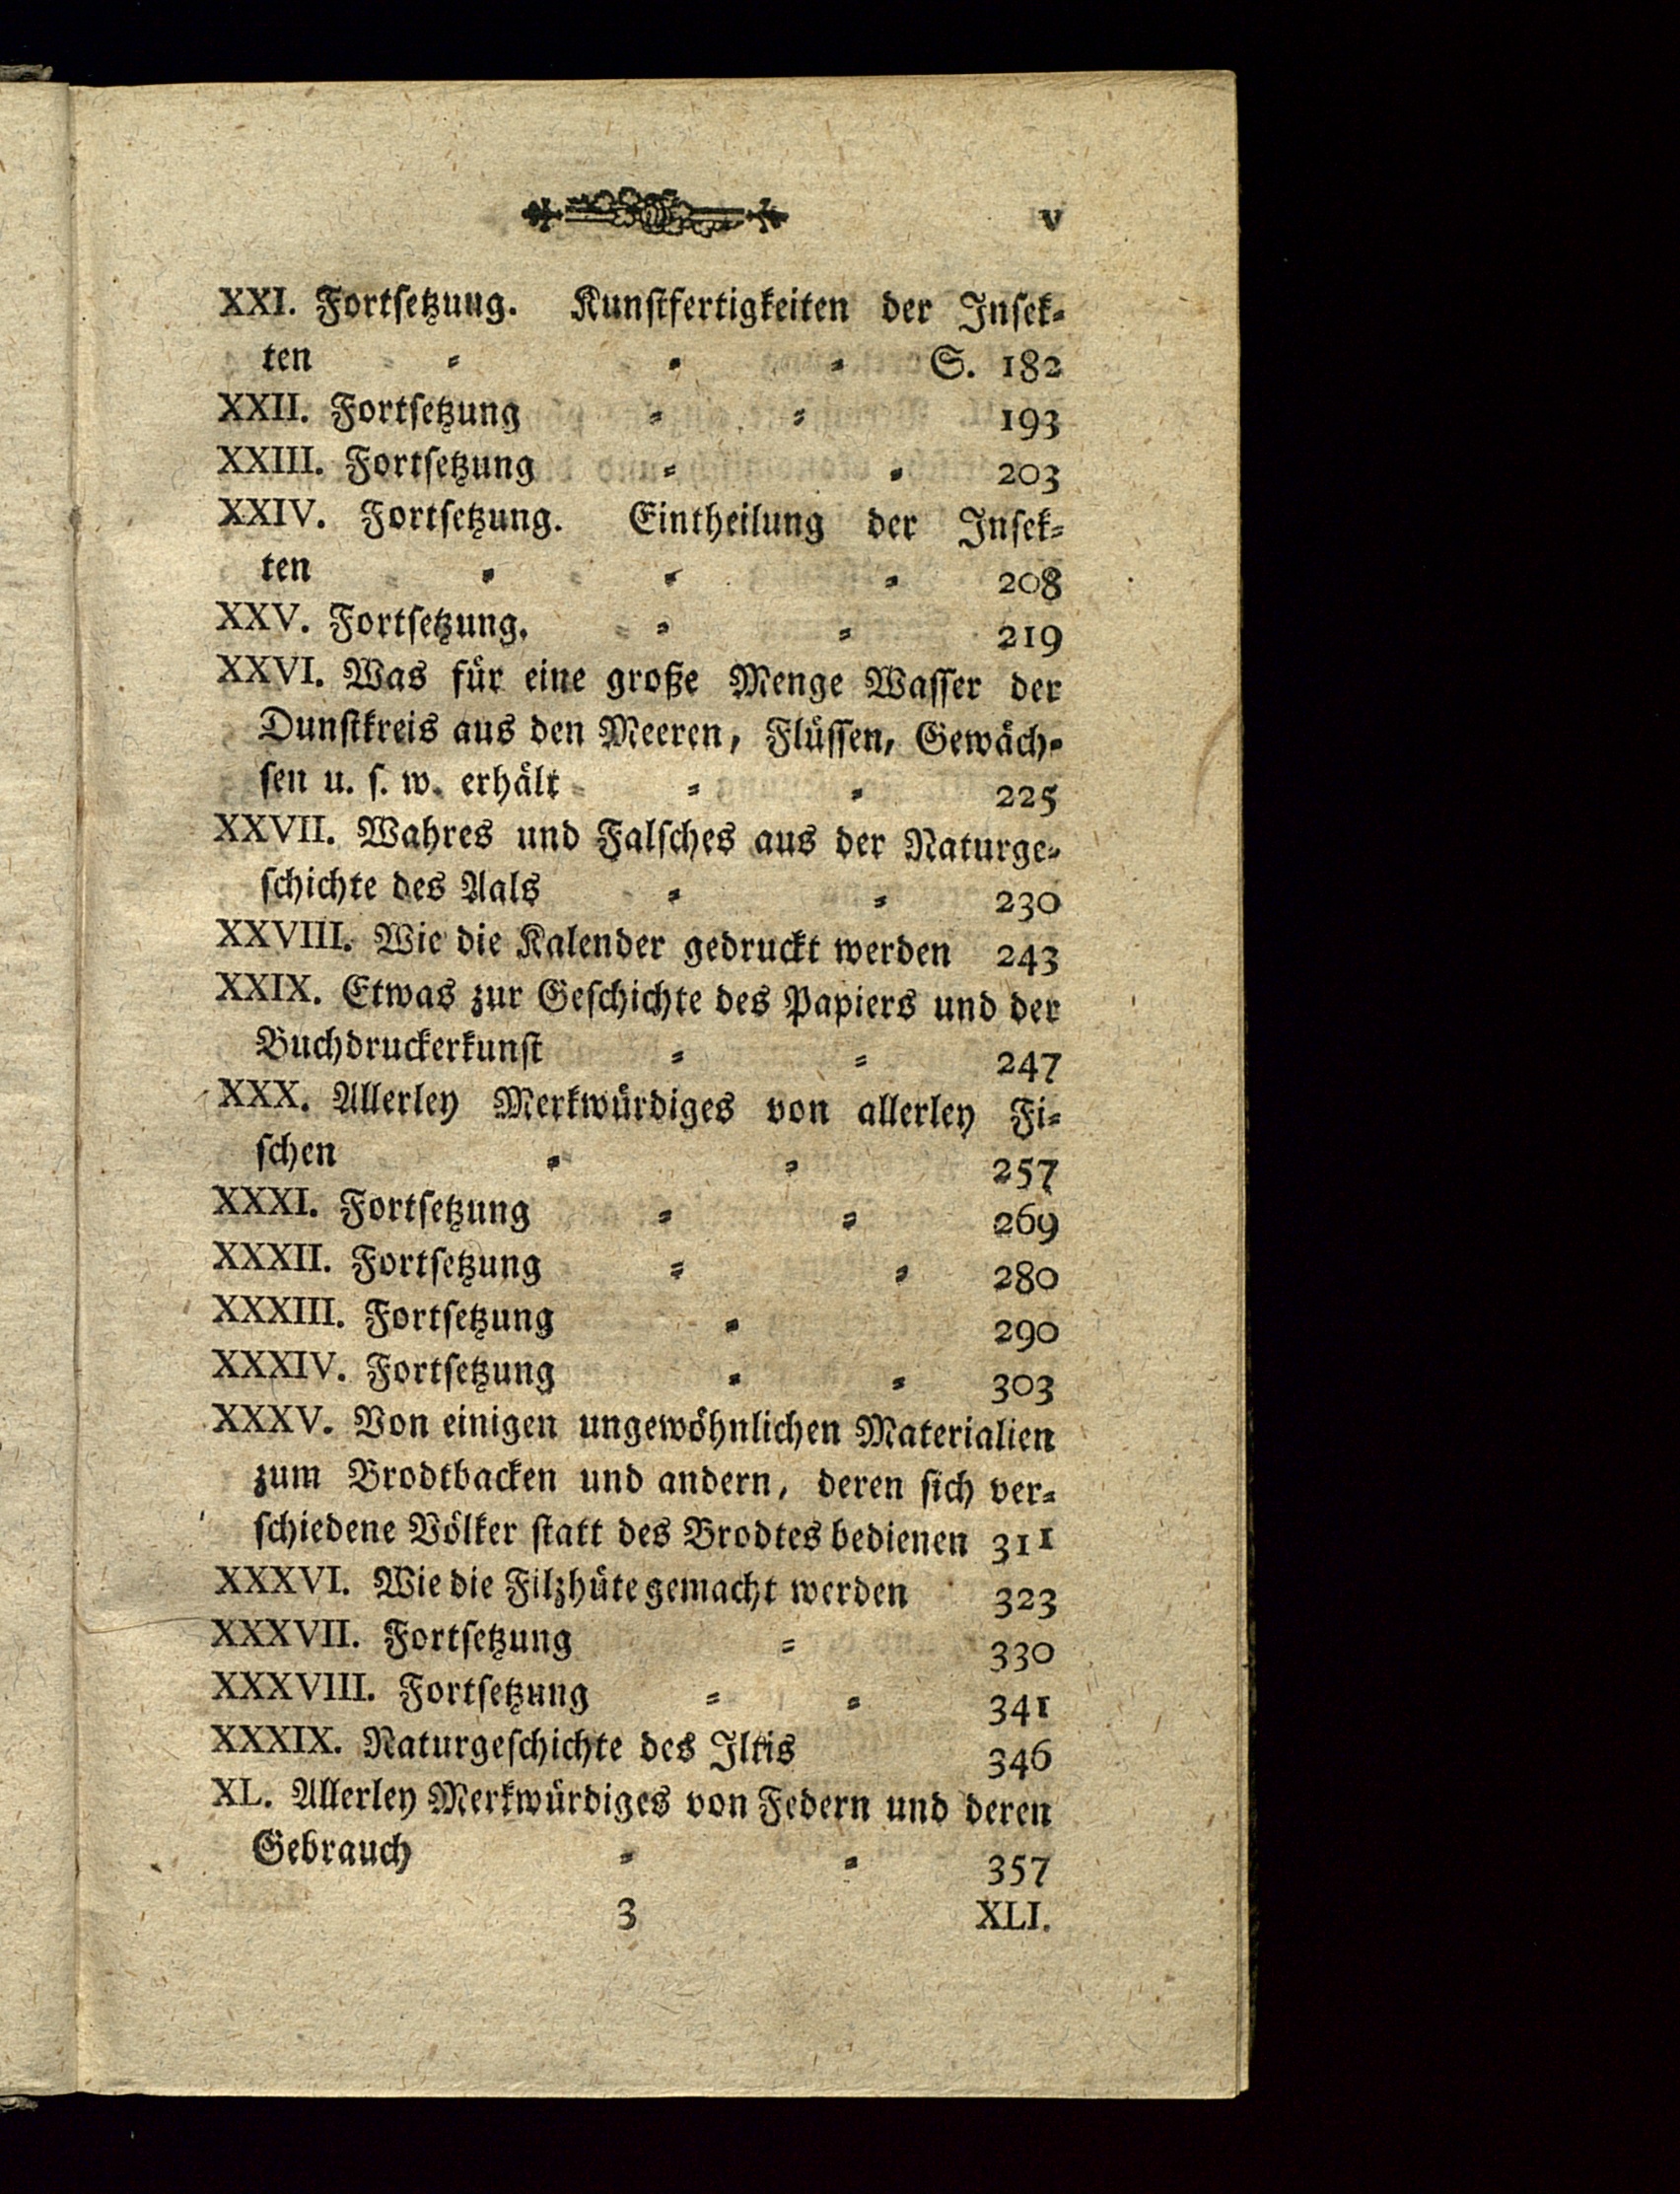 v
XXI. Fortsetzung. Kunstfertigkeiten der Insek-
ten = = = S. 182
XXII. Fortsetzung = = 193
XXIII. Fortsetzung = = 203
XXIV. Fortsetzung. Eintheilung der Insek=
ten = = = 208
XXV. Fortsetzung. = = 219
XXVI. Was für eine große Menge Wasser der
Dunstkreis aus den Meeren, Flüssen, Gewäch=
sen u. s. w. erhält = = 225
XXVII. Wahres und Falsches aus der Naturge=
schichte des Aals = = 230
XXVIII. Wie die Kalender gedruckt werden 243
XXIX. Etwas zur Geschichte des Papiers und der
Buchdruckerkunst = = 247
XXX. Allerley Merkwürdiges von allerley Fi=
schen = = 257
XXXI. Fortsetzung = = 269
XXXII. Fortsetzung = = 280
XXXIII. Fortsetzung = 290
XXXIV. Fortsetzung = = 303
XXXV. Von einigen ungewöhnlichen Materialien
zum Brodtbacken und andern, deren sich ver=
schiedene Völker statt des Brodtes bedienen 311
XXXVI. Wie die Filzhüte gemacht werden 323
XXXVII. Fortsetzung = 330
XXXVIII. Fortsetzung = = 341
XXXIX. Naturgeschichte des Iltis 346
XL. Allerley Merkwürdiges von Federn und deren
Gebrauch = = 357
3 XLI.